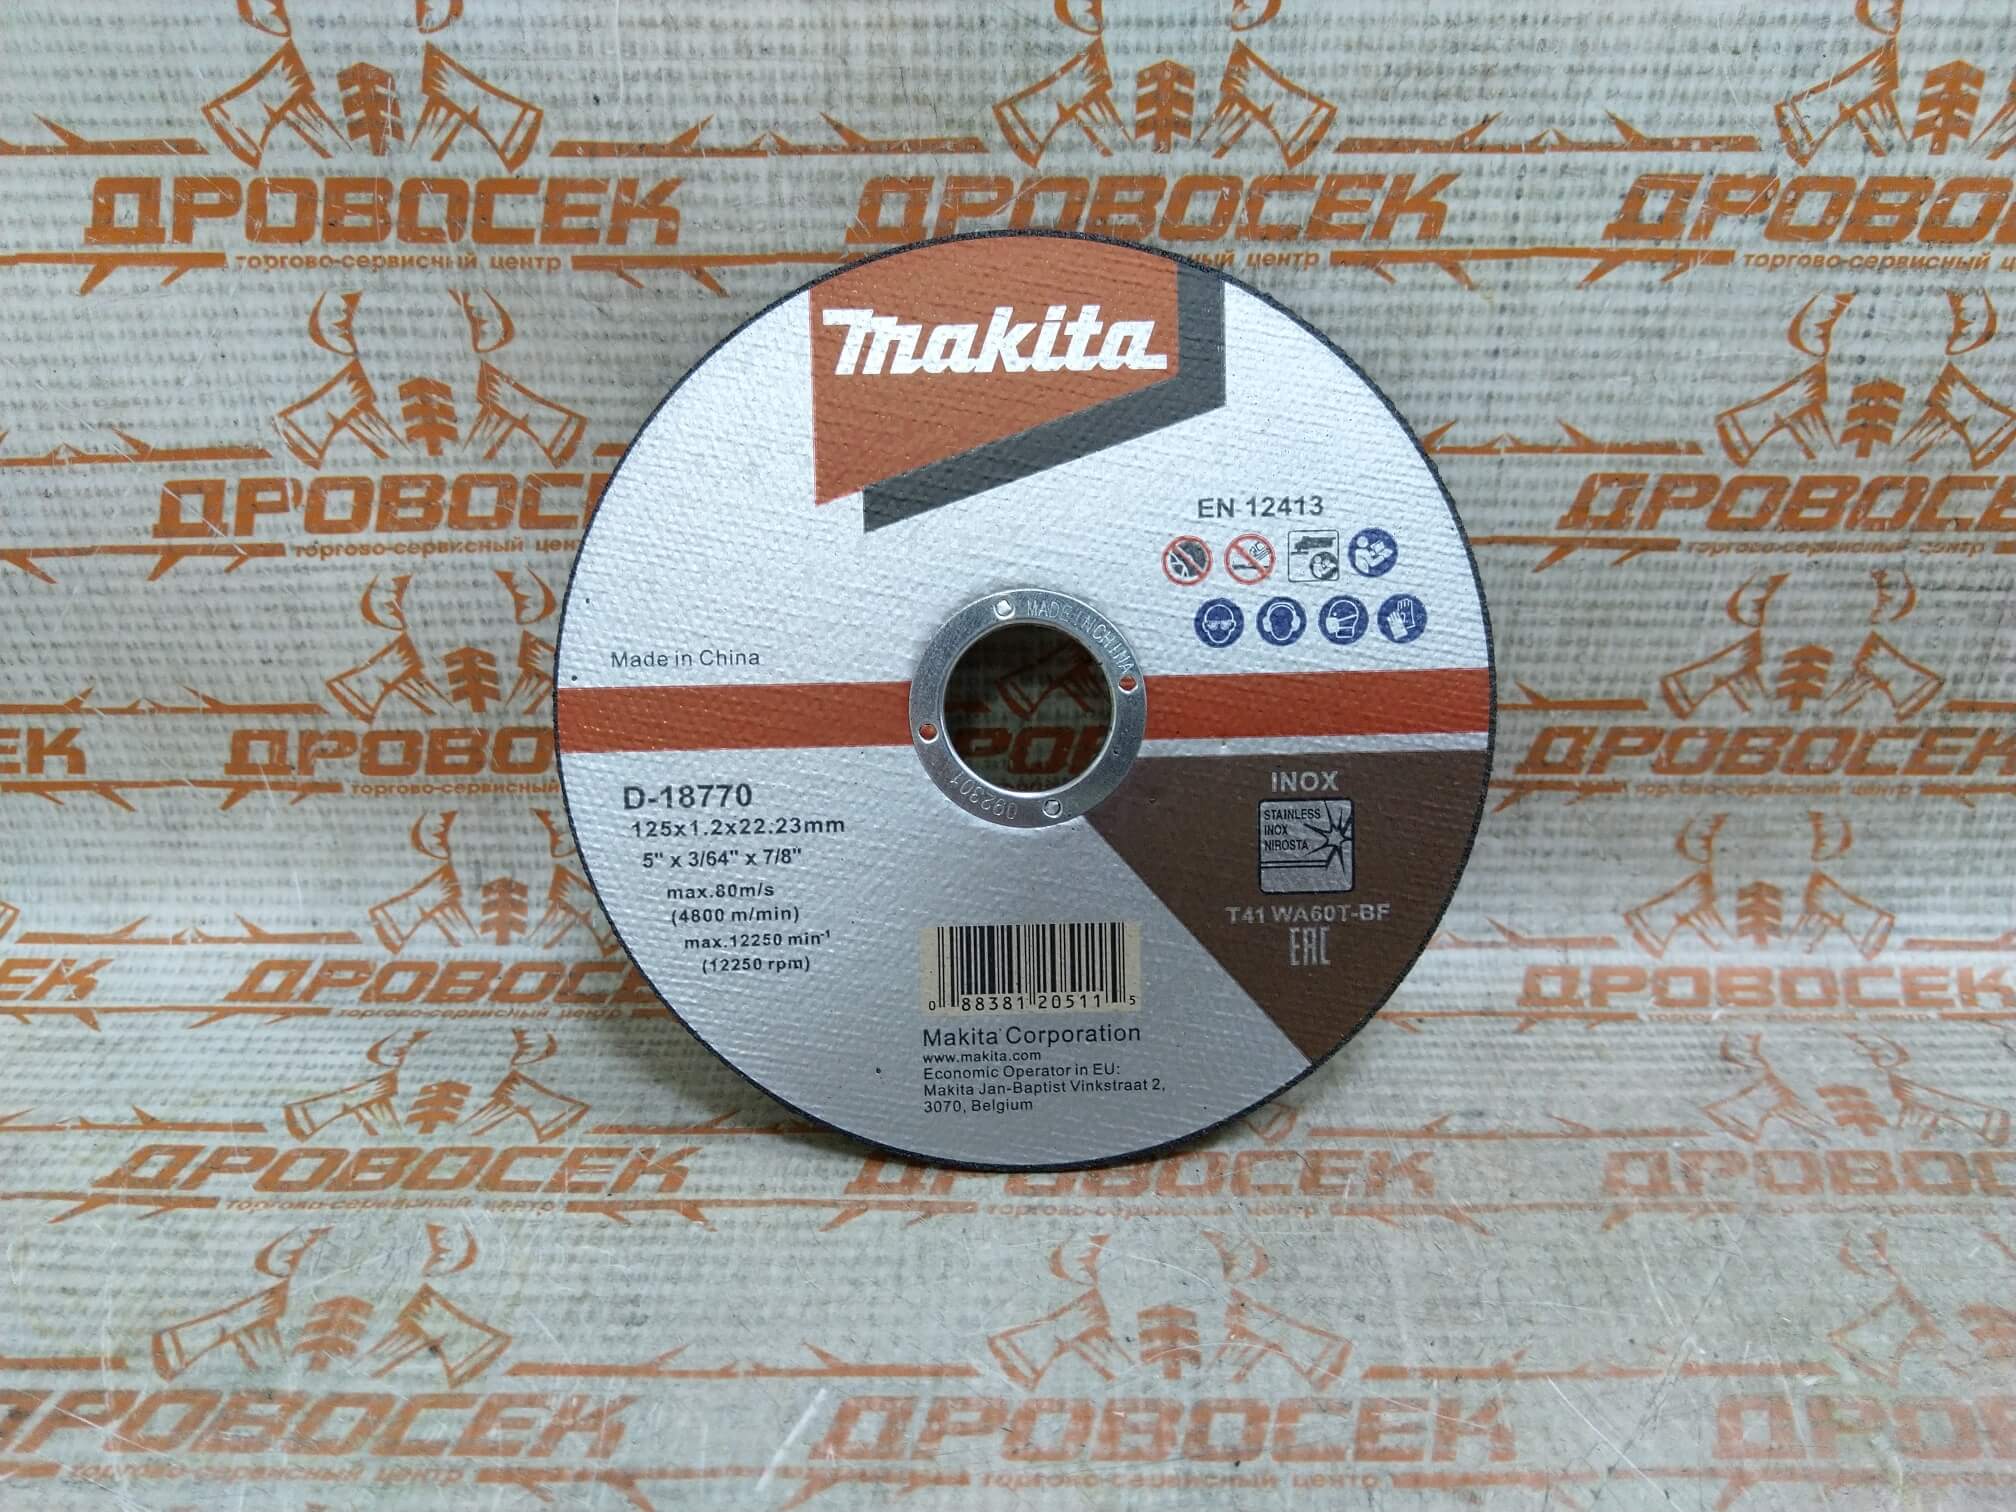 ДРОВОСЕК
торгово-сервисный центр
makita
EN 12413
MADE IN CHINA
Made in China
D-18770
125x1.2x22.23mm
5" x 3/64" x 7/8"
max.80m/s
(4800 m/min)
max.12250 min⁻¹
(12250 rpm)
092301
INOX
STAINLESS
INOX
NIROSTA
T41 WA60T-BF
EAC
0 88381 20511 5
Makita Corporation
www.makita.com
Economic Operator in EU:
Makita Jan-Baptist Vinkstraat 2,
3070, Belgium